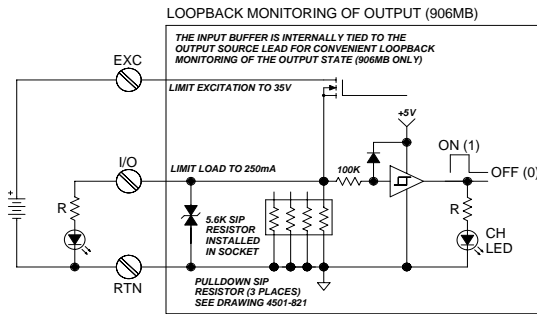 LOOPBACK MONITORING OF OUTPUT (906MB)
THE INPUT BUFFER IS INTERNALLY TIED TO THE
OUTPUT SOURCE LEAD FOR CONVENIENT LOOPBACK
MONITORING OF THE OUTPUT STATE (906MB ONLY)
EXC
LIMIT EXCITATION TO 35V
+5V
ON (1)
OFF (0)
I/O
LIMIT LOAD TO 250mA
100K
+
R
5.6K SIP
RESISTOR
INSTALLED
IN SOCKET
R
CH
LED
RTN
PULLDOWN SIP
RESISTOR (3 PLACES)
SEE DRAWING 4501-821